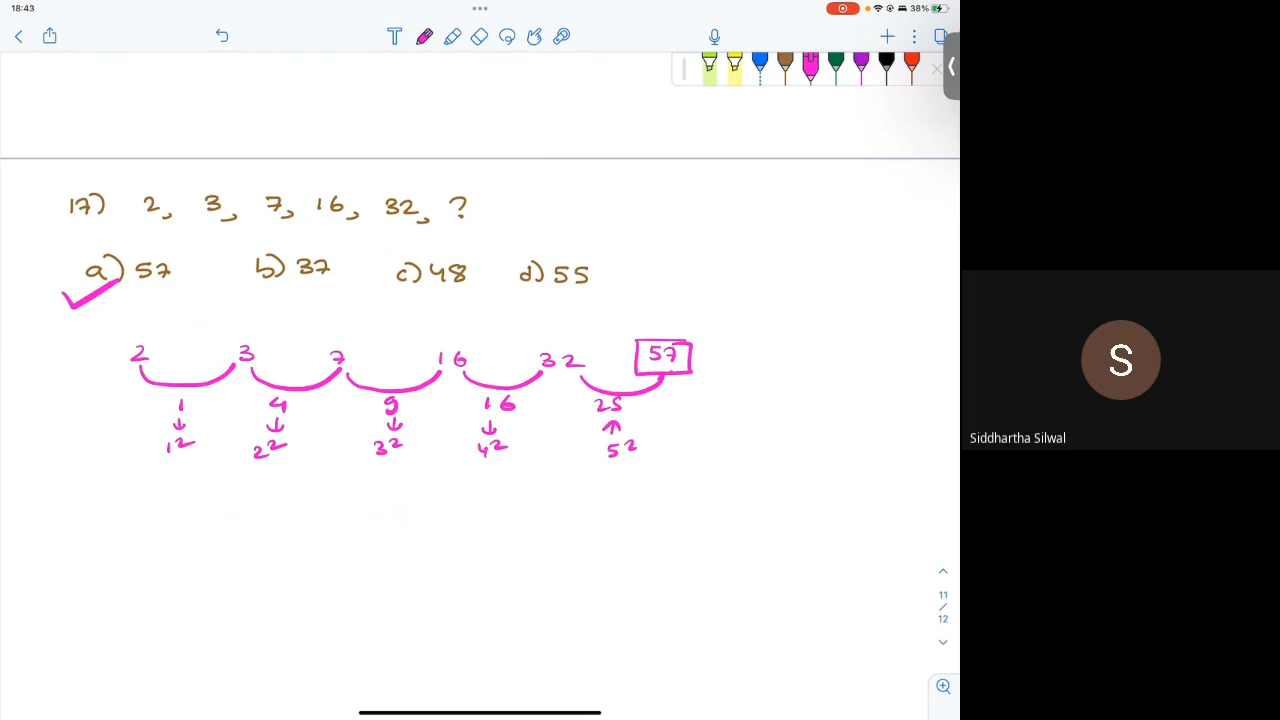 18:43
38%
T
17) 2, 3, 7, 16, 32, ?
a) 57 b) 37 c) 48 d) 55
2 3 7 16 32 57
1 4 9 16 25
↓ ↓ ↓ ↓ ↑
1² 2² 3² 4² 5²
S
Siddhartha Silwal
11
/
12